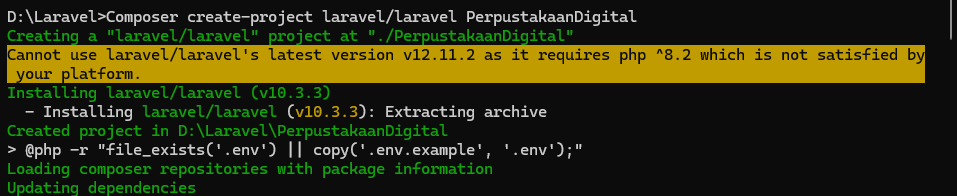 D:\Laravel>Composer create-project laravel/laravel PerpustakaanDigital
Creating a "laravel/laravel" project at "./PerpustakaanDigital"
Cannot use laravel/laravel's latest version v12.11.2 as it requires php ^8.2 which is not satisfied by
 your platform.
Installing laravel/laravel (v10.3.3)
  - Installing laravel/laravel (v10.3.3): Extracting archive
Created project in D:\Laravel\PerpustakaanDigital
> @php -r "file_exists('.env') || copy('.env.example', '.env');"
Loading composer repositories with package information
Updating dependencies